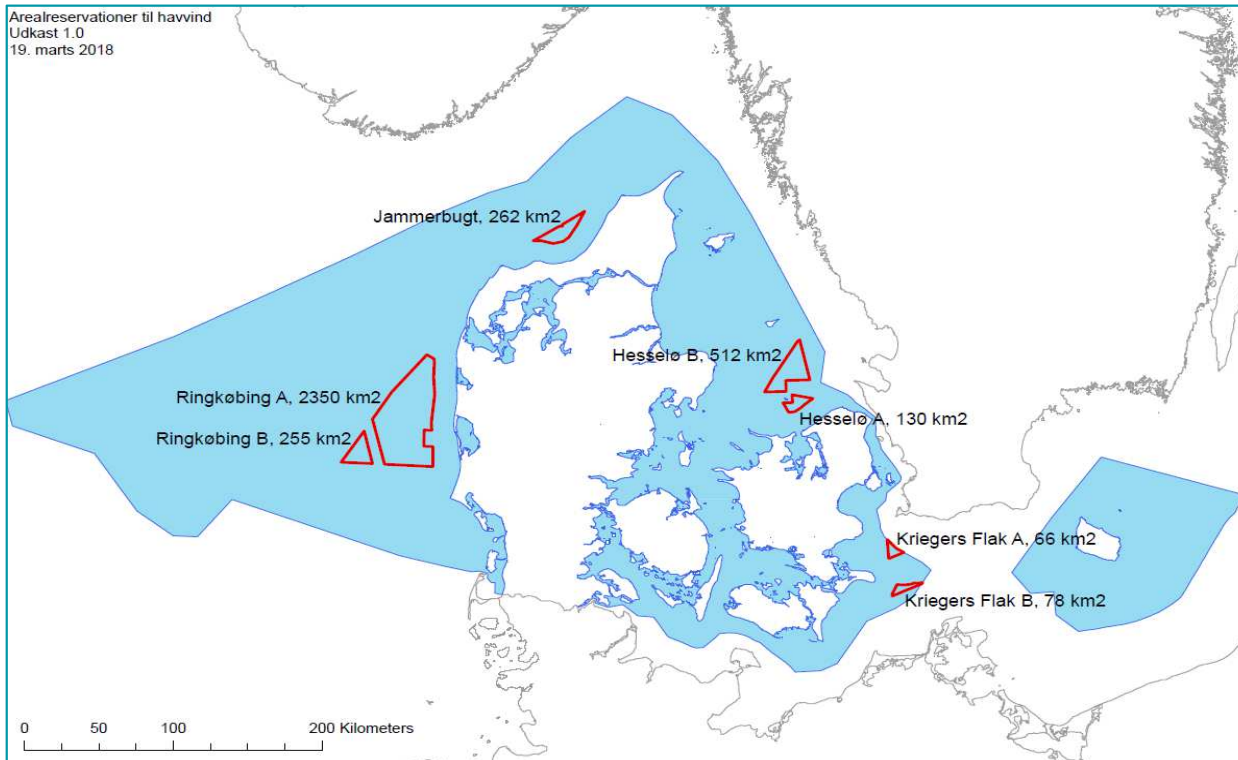 Arealreservationer til havvind
Udkast 1.0
19. marts 2018
Jammerbugt, 262 km2
Hesselø B, 512 km2
Ringkøbing A, 2350 km2
Hesselø A, 130 km2
Ringkøbing B, 255 km2
Kriegers Flak A, 66 km2
Kriegers Flak B, 78 km2
0 50 100 200 Kilometers